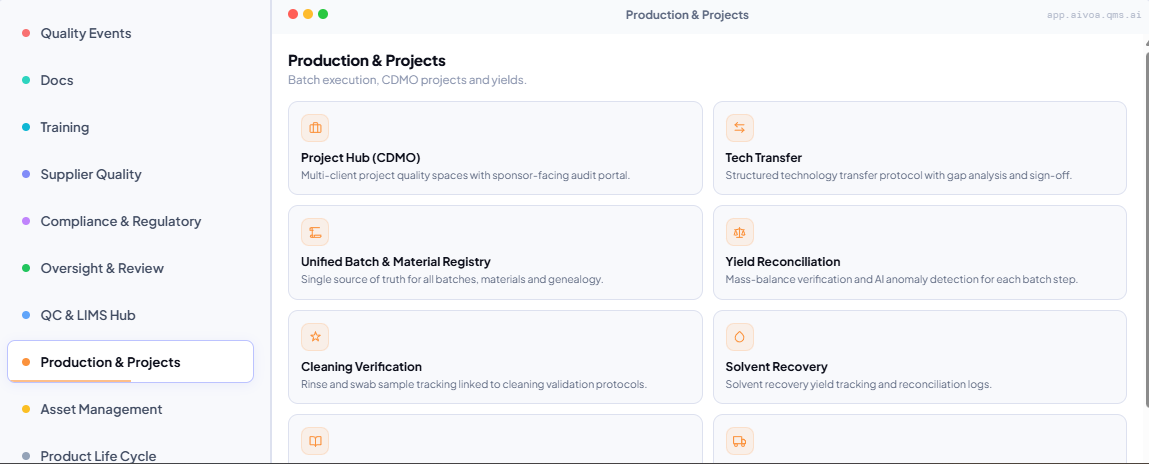 Quality Events
Docs
Training
Supplier Quality
Compliance & Regulatory
Oversight & Review
QC & LIMS Hub
Production & Projects
Asset Management
Product Life Cycle
Production & Projects
app.aivoa.qms.ai
Production & Projects
Batch execution, CDMO projects and yields.
Project Hub (CDMO)
Multi-client project quality spaces with sponsor-facing audit portal.
Tech Transfer
Structured technology transfer protocol with gap analysis and sign-off.
Unified Batch & Material Registry
Single source of truth for all batches, materials and genealogy.
Yield Reconciliation
Mass-balance verification and AI anomaly detection for each batch step.
Cleaning Verification
Rinse and swab sample tracking linked to cleaning validation protocols.
Solvent Recovery
Solvent recovery yield tracking and reconciliation logs.